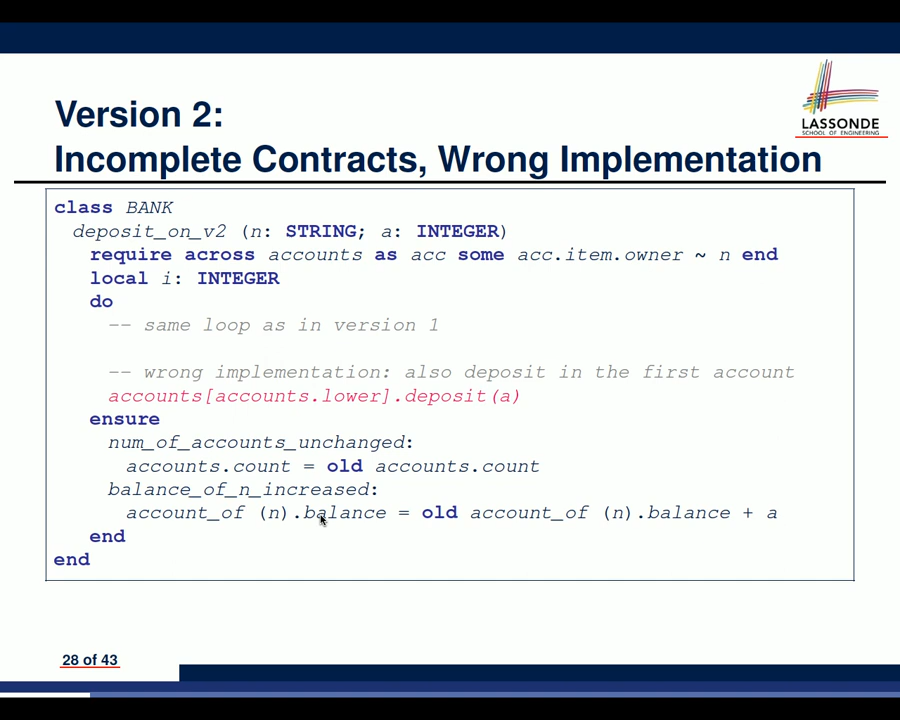 LASSONDE
SCHOOL OF ENGINEERING
Version 2:
Incomplete Contracts, Wrong Implementation
class BANK
deposit_on_v2 (n: STRING; a: INTEGER)
require across accounts as acc some acc.item.owner ~ n end
local i: INTEGER
do
-- same loop as in version 1
-- wrong implementation: also deposit in the first account
accounts[accounts.lower].deposit(a)
ensure
num_of_accounts_unchanged:
accounts.count = old accounts.count
balance_of_n_increased:
account_of (n).balance = old account_of (n).balance + a
end
end
28 of 43